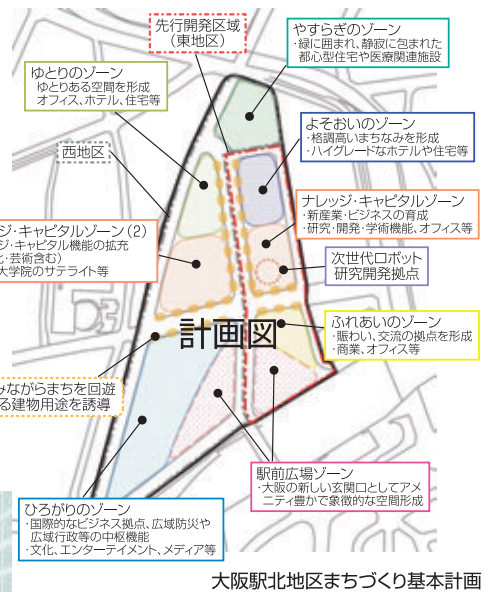 先行開発区域
(東地区)
やすらぎのゾーン
・緑に囲まれ、静寂に包まれた
都心型住宅や医療関連施設
ゆとりのゾーン
ゆとりある空間を形成
オフィス、ホテル、住宅等
よそおいのゾーン
・格調高いまちなみを形成
・ハイグレードなホテルや住宅等
西地区
ナレッジ・キャピタルゾーン
・新産業・ビジネスの育成
・研究・開発・学術機能、オフィス等
ジ・キャピタルゾーン(2)
ジ・キャピタル機能の拡充
・芸術含む)
大学院のサテライト等
次世代ロボット
研究開発拠点
計画図
ふれあいのゾーン
・賑わい、交流の拠点を形成
・商業、オフィス等
みながらまちを回遊
る建物用途を誘導
駅前広場ゾーン
・大阪の新しい玄関口としてアメ
ニティ豊かで象徴的な空間形成
ひろがりのゾーン
・国際的なビジネス拠点、広域防災や
広域行政等の中枢機能
・文化、エンターテイメント、メディア等
大阪駅北地区まちづくり基本計画